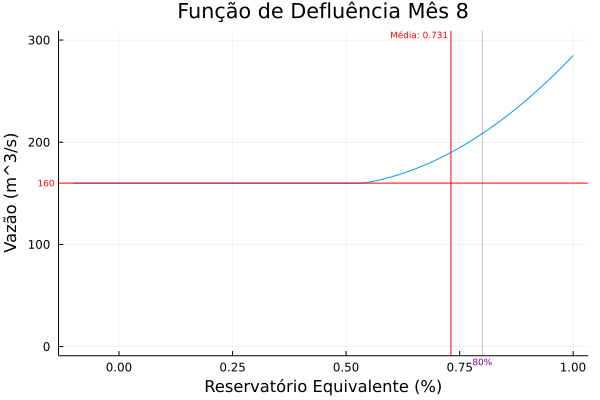 Função de Defluência Mês 8
Média: 0.731
300
200
160
100
0
Vazão (m^3/s)
0.00
0.25
0.50
0.75
80%
1.00
Reservatório Equivalente (%)